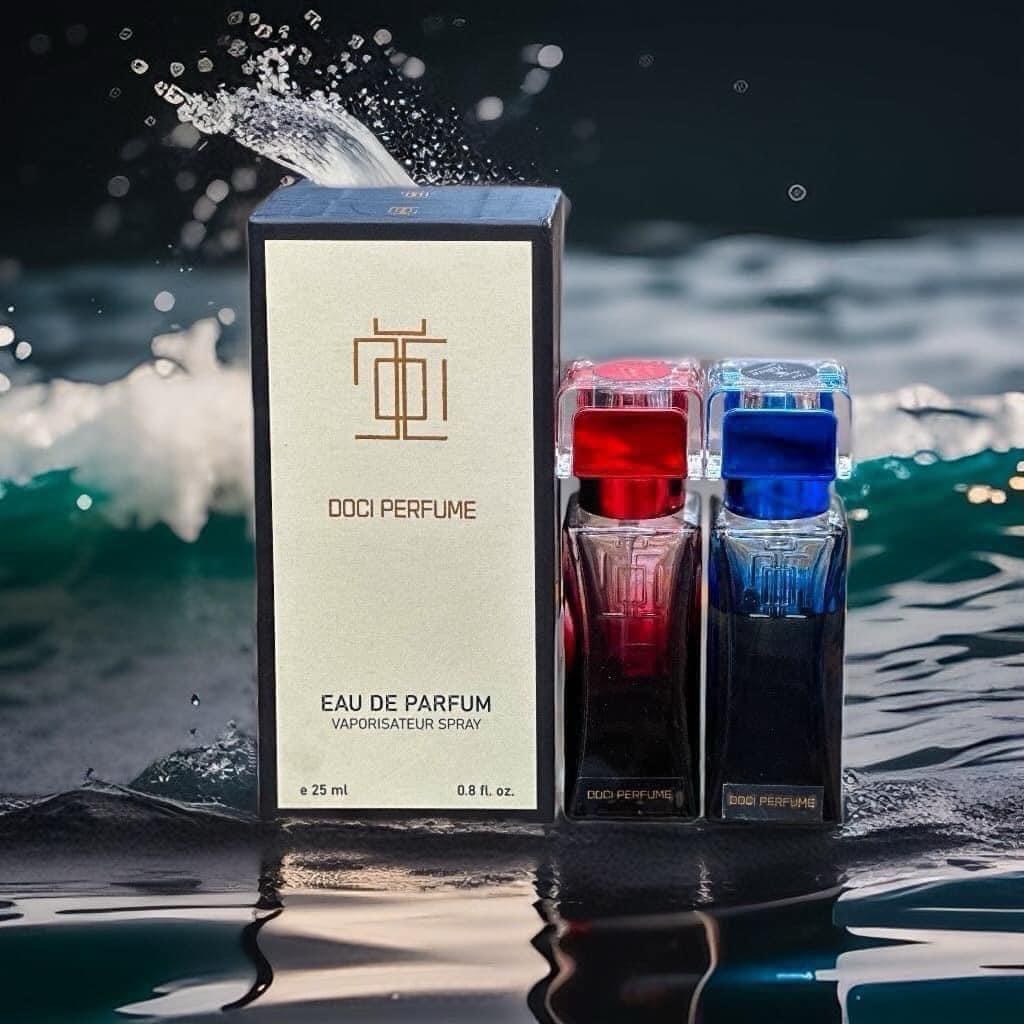 DOCI PERFUME
EAU DE PARFUM
VAPORISATEUR SPRAY
e 25 ml
0.8 fl. oz.
DOCI PERFUME
DOCI PERFUME